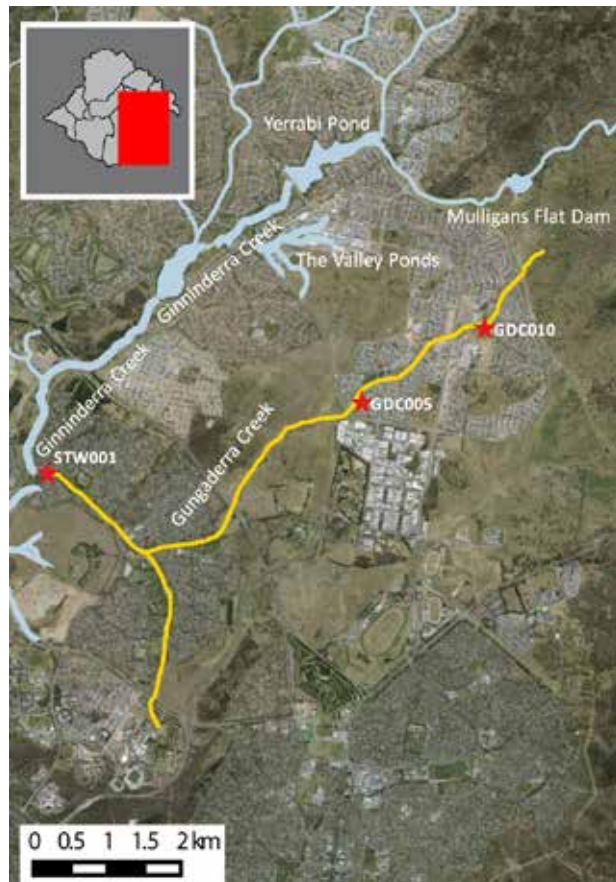 Yerrabi Pond
Mulligans Flat Dam
Ginninderra Creek
The Valley Ponds
GDC010
Ginninderra Creek
GDC005
Gungaderra Creek
STW001
0 0.5 1 1.5 2 km